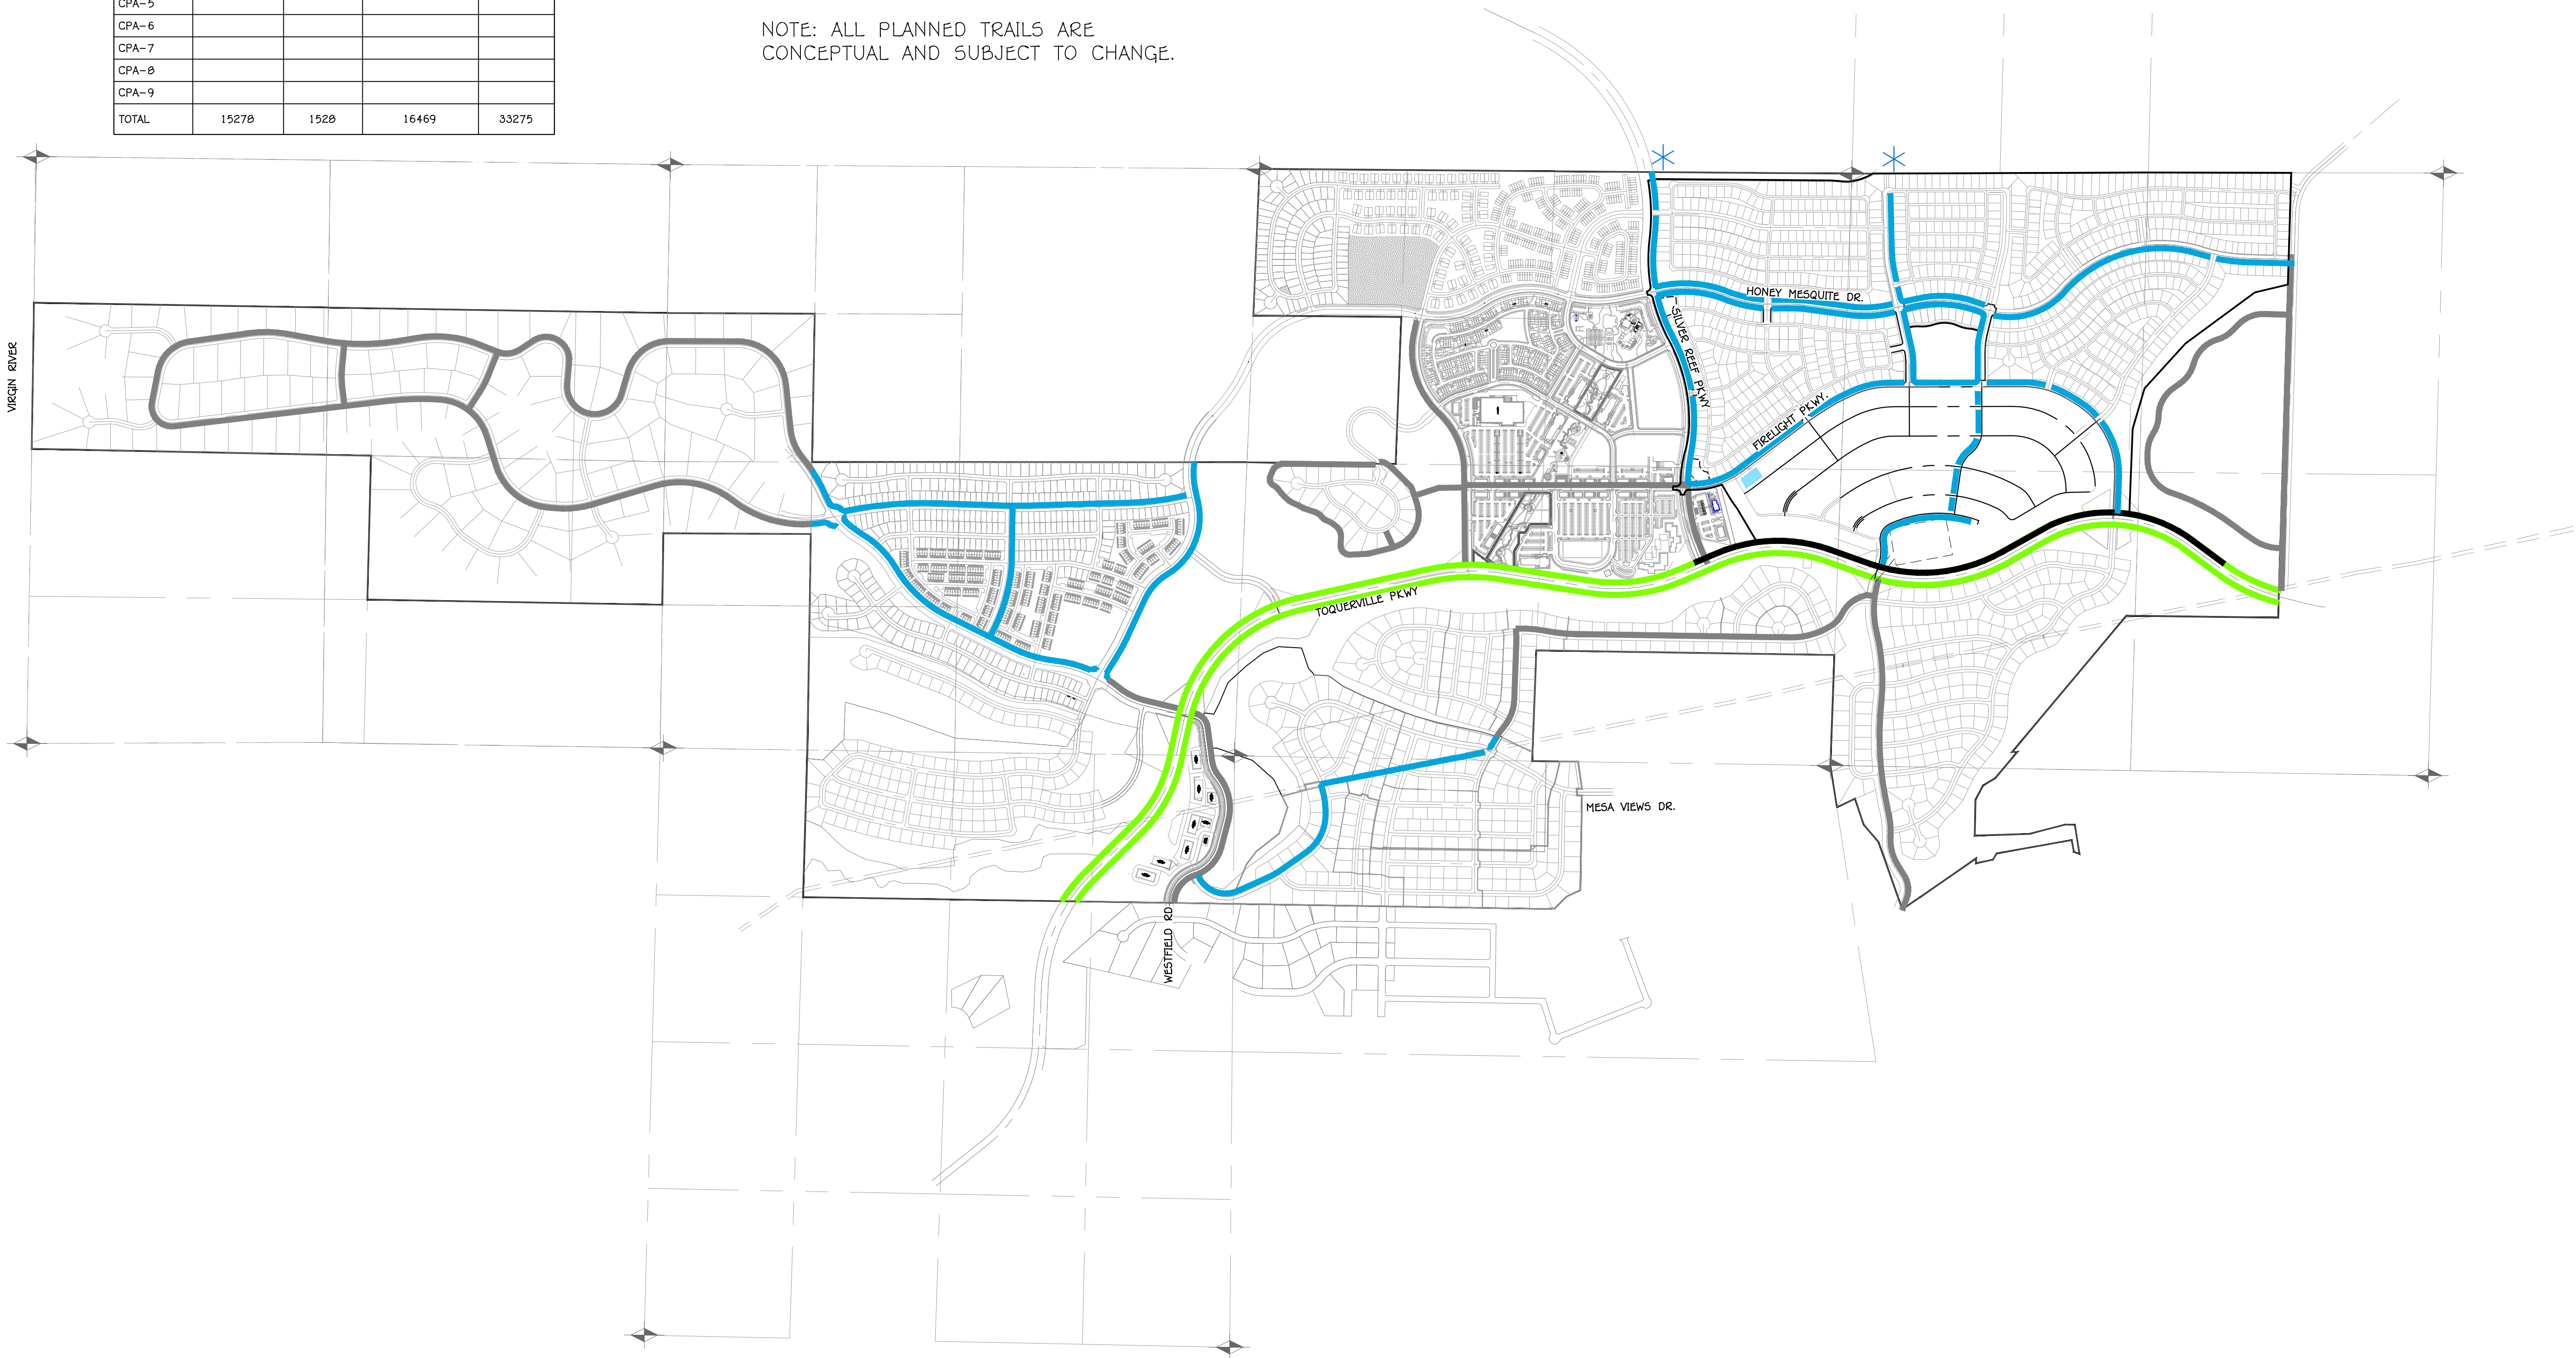 CPA-5
CPA-6
CPA-7
CPA-8
CPA-9
TOTAL 15278 1528 16469 33275
NOTE: ALL PLANNED TRAILS ARE
CONCEPTUAL AND SUBJECT TO CHANGE.
VIRGIN RIVER
HONEY MESQUITE DR.
SILVER REEF PKWY
FIRELIGHT PKWY.
TOQUERVILLE PKWY
MESA VIEWS DR.
WESTFIELD RD